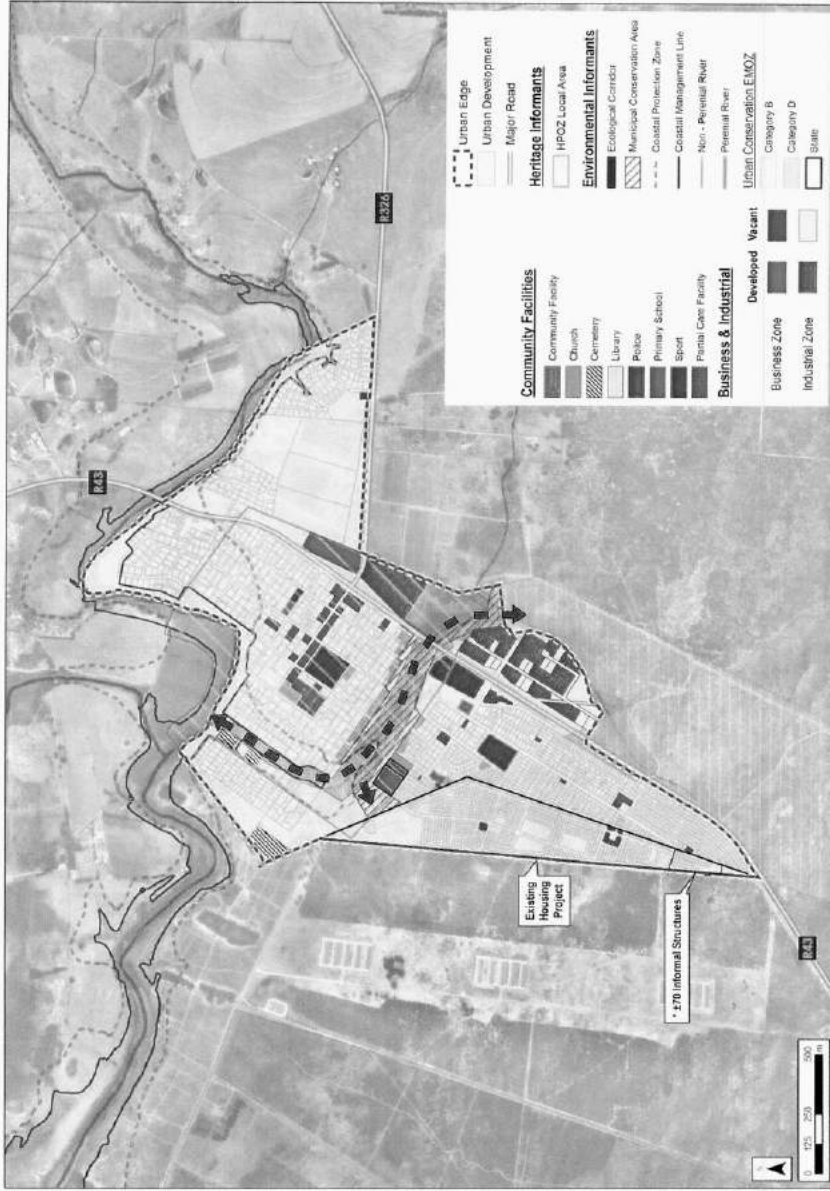 R43
R326
Existing
Housing
Project
* ±70 Informal Structures
R43
0 125 250 500
m
Urban Edge
Urban Development
Major Road
Heritage Informants
HPOZ Local Area
Environmental Informants
Ecological Corridor
Municipal Conservation Area
Coastal Protection Zone
Coastal Management Line
Non - Perenial River
Perenial River
Urban Conservation EMOZ
Category B
Category D
State
Community Facilities
Community Facility
Church
Cemetery
Library
Police
Primary School
Sport
Partial Care Facility
Business & Industrial
Developed Vacant
Business Zone
Industrial Zone